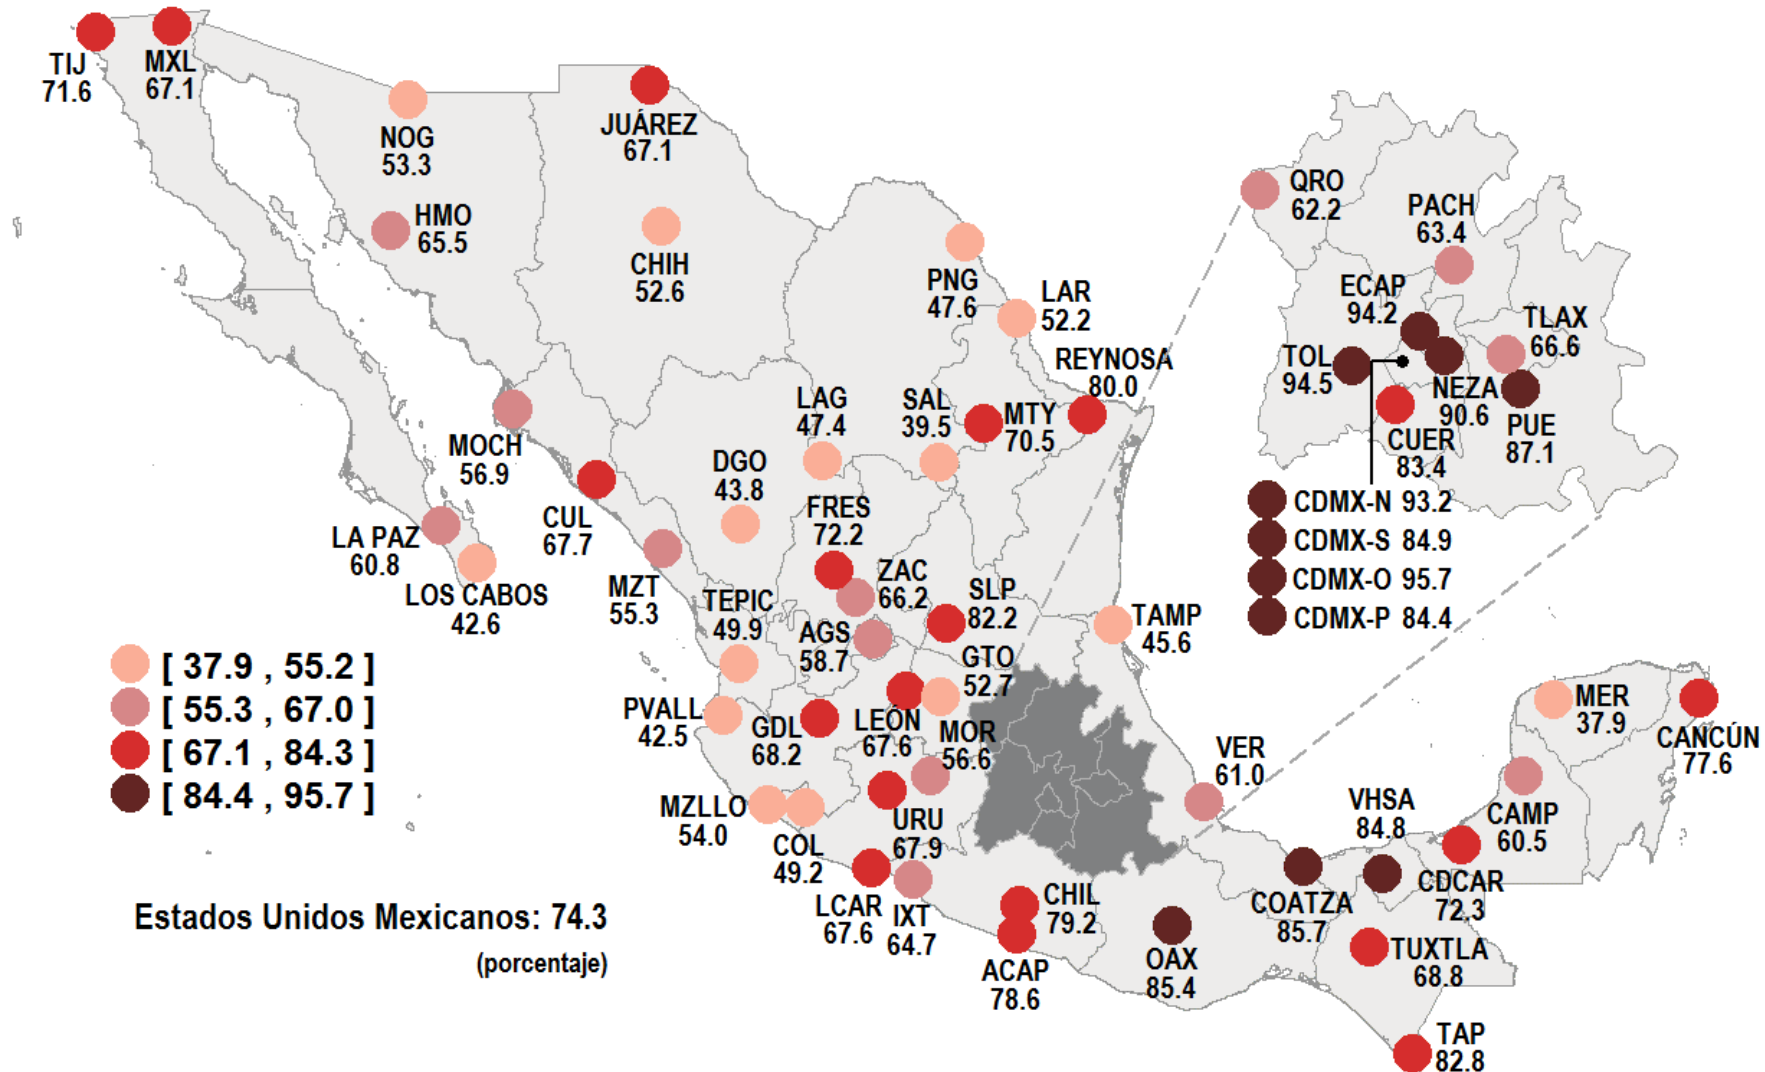 TIJ
71.6
MXL
67.1
NOG
53.3
JUÁREZ
67.1
HMO
65.5
CHIH
52.6
PNG
47.6
LAR
52.2
REYNOSA
80.0
MOCH
56.9
LAG
47.4
SAL
39.5
MTY
70.5
DGO
43.8
FRES
72.2
CUL
67.7
LA PAZ
60.8
LOS CABOS
42.6
MZT
55.3
ZAC
66.2
SLP
82.2
TEPIC
49.9
AGS
58.7
TAMP
45.6
GTO
52.7
PVALL
42.5
GDL
68.2
LEÓN
67.6
MOR
56.6
MZLLO
54.0
COL
49.2
URU
67.9
LCAR
67.6
IXT
64.7
CHIL
79.2
ACAP
78.6
OAX
85.4
VER
61.0
COATZA
85.7
VHSA
84.8
CDCAR
72.3
CAMP
60.5
MER
37.9
CANCÚN
77.6
TUXTLA
68.8
TAP
82.8
QRO
62.2
PACH
63.4
ECAP
94.2
TLAX
66.6
TOL
94.5
NEZA
90.6
PUE
87.1
CUER
83.4
CDMX-N 93.2
CDMX-S 84.9
CDMX-O 95.7
CDMX-P 84.4
[ 37.9 , 55.2 ]
[ 55.3 , 67.0 ]
[ 67.1 , 84.3 ]
[ 84.4 , 95.7 ]
Estados Unidos Mexicanos: 74.3
(porcentaje)